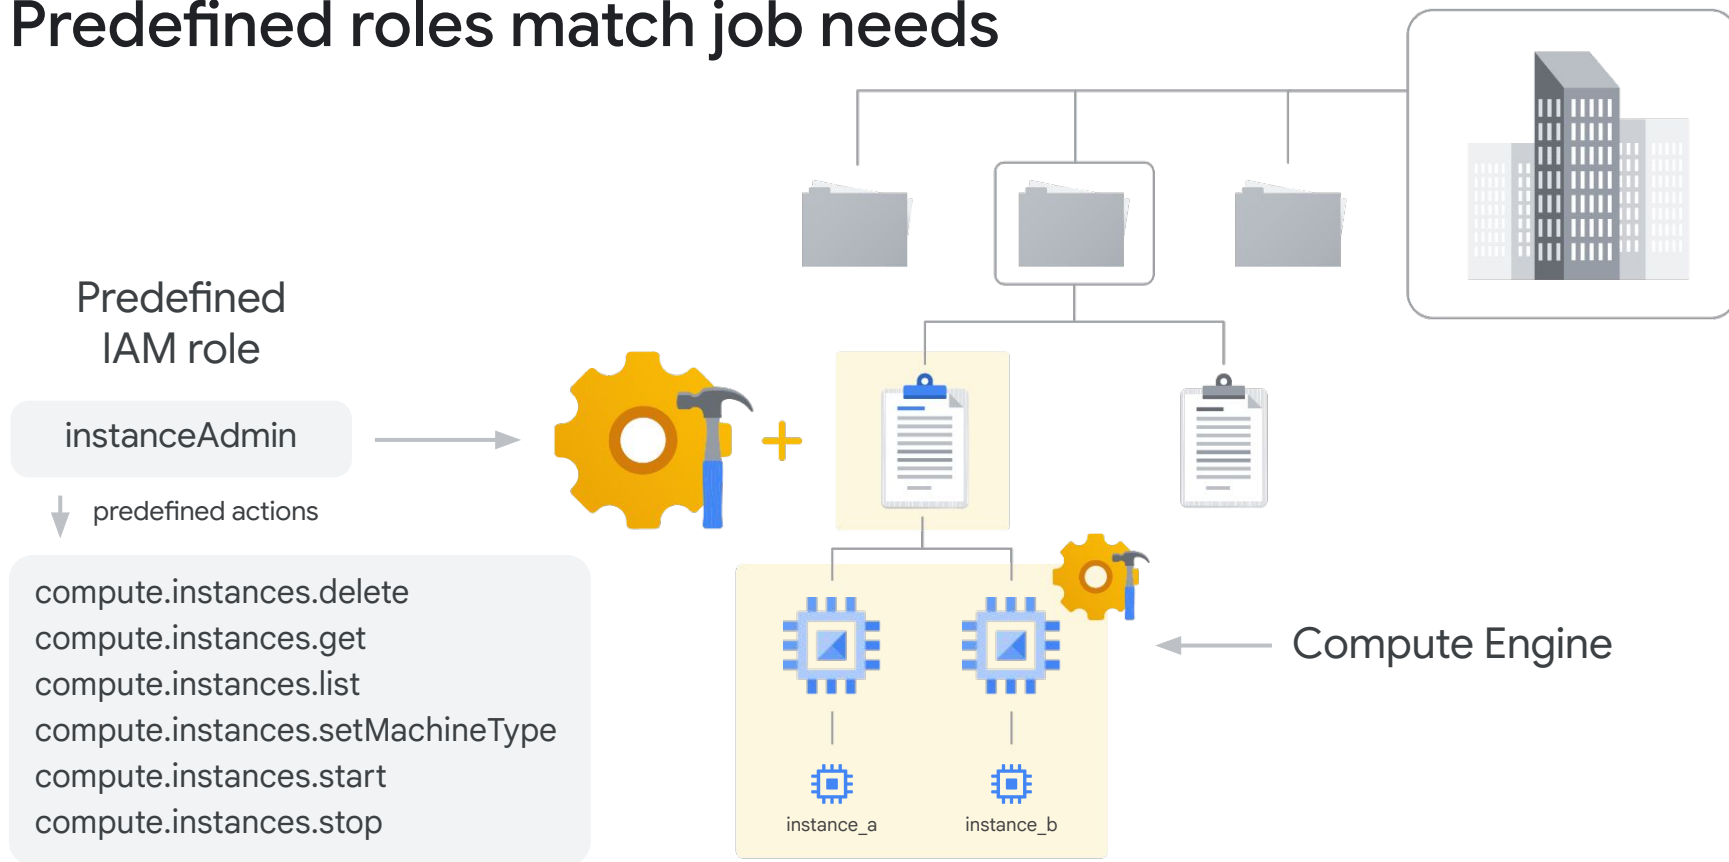 Predefined roles match job needs
Predefined
IAM role
instanceAdmin
predefined actions
compute.instances.delete
compute.instances.get
compute.instances.list
compute.instances.setMachineType
compute.instances.start
compute.instances.stop
Compute Engine
instance_a
instance_b